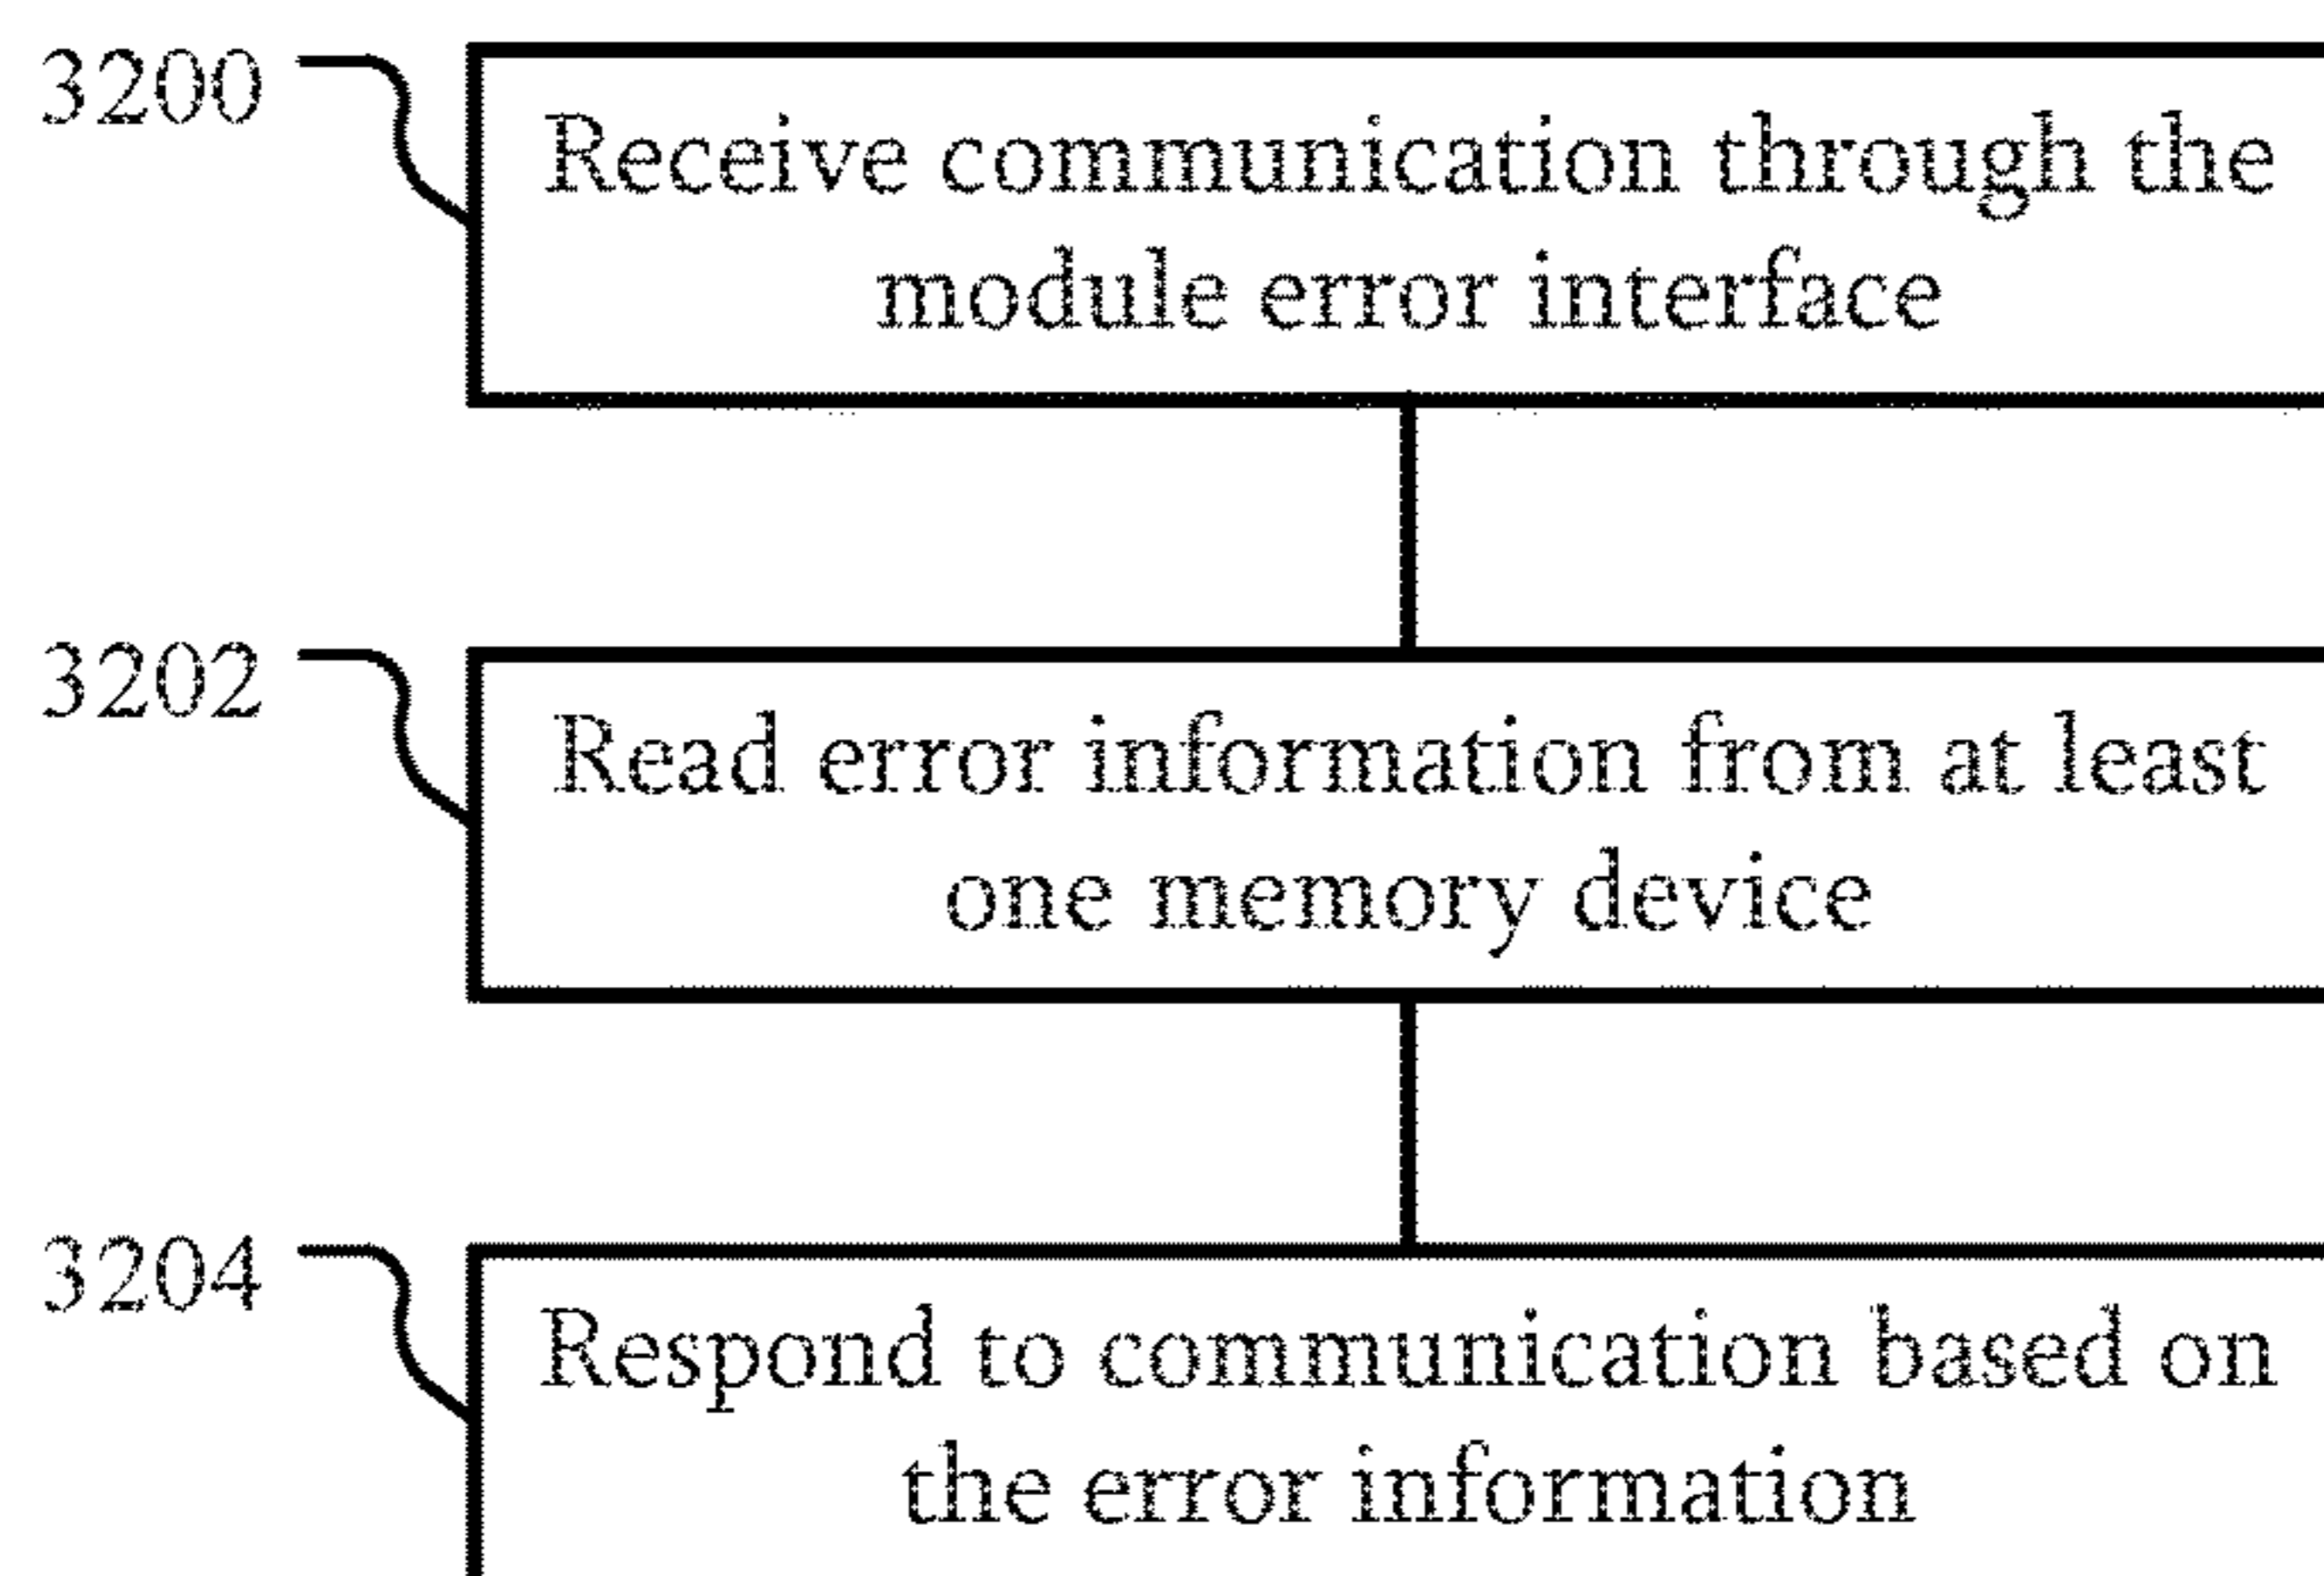 3200
Receive communication through the
module error interface
3202
Read error information from at least
one memory device
3204
Respond to communication based on
the error information